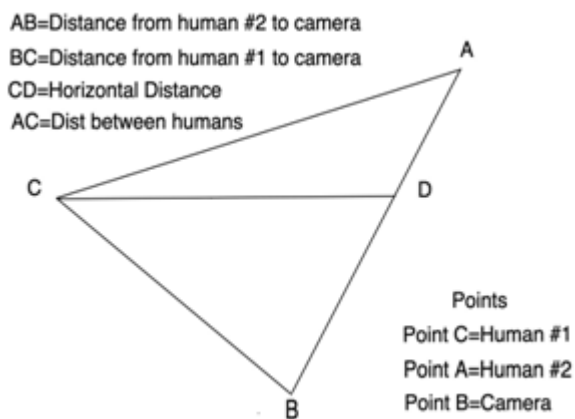 AB=Distance from human #2 to camera
BC=Distance from human #1 to camera
CD=Horizontal Distance
AC=Dist between humans
A
C
D
B
Points
Point C=Human #1
Point A=Human #2
Point B=Camera